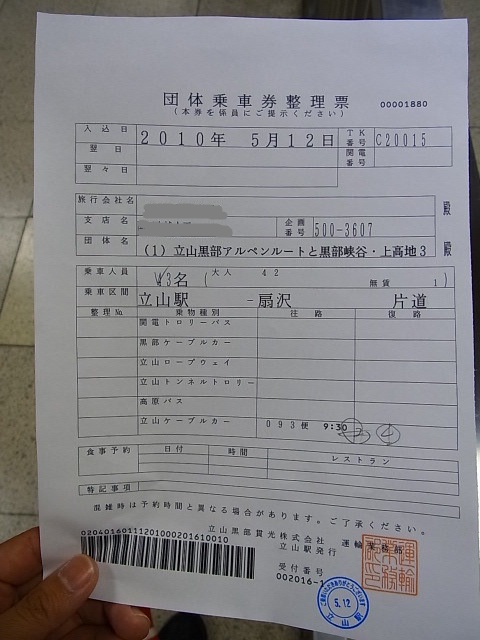 団体乗車券整理票
(本券を係員にご提示ください)
00001880
入込日 2010年 5月12日 TK番号 C20015
翌日 関電番号
翌々日
旅行会社名 殿
支店名 企画番号 500-3607
団体名 (1) 立山黒部アルペンルートと黒部峡谷・上高地3 殿
乗車人員 43名 ( 大人 42 無賃 1)
乗車区間 立山駅 - 扇沢 片道
整理No. 乗物種別 往路 復路
関電トロリーバス
黒部ケーブルカー
立山ロープウェイ
立山トンネルトロリー
高原バス
立山ケーブルカー 093便 9:30 ④
食事予約 日付 時間 レストラン
特記事項
混雑時は予約時間と異なる場合があります。ご了承ください。
立山黒部貫光株式会社 運輸業務部
立山駅発行
02040160111201000201610010
受付番号
002016-1
5.12
立山駅